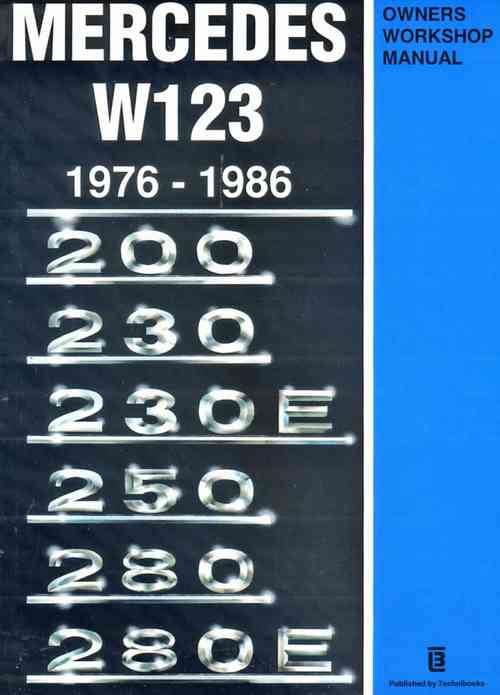 MERCEDES
W123
1976 - 1986
200
230
230E
250
280
280E
OWNERS
WORKSHOP
MANUAL
Published by Technibooks